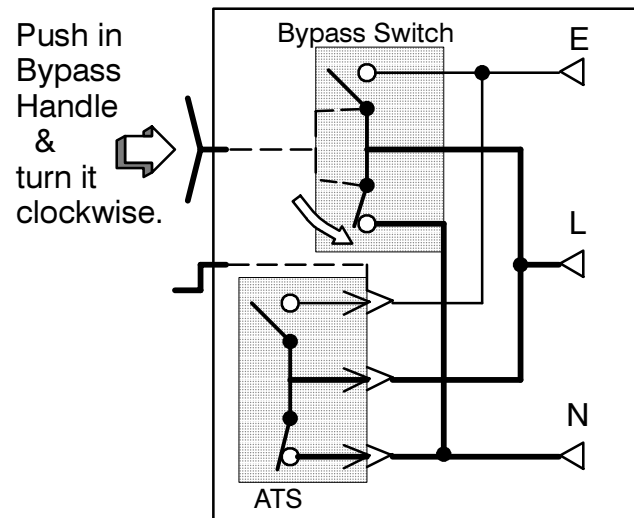 Push in
Bypass
Handle
&
turn it
clockwise.
Bypass Switch
E
L
N
ATS